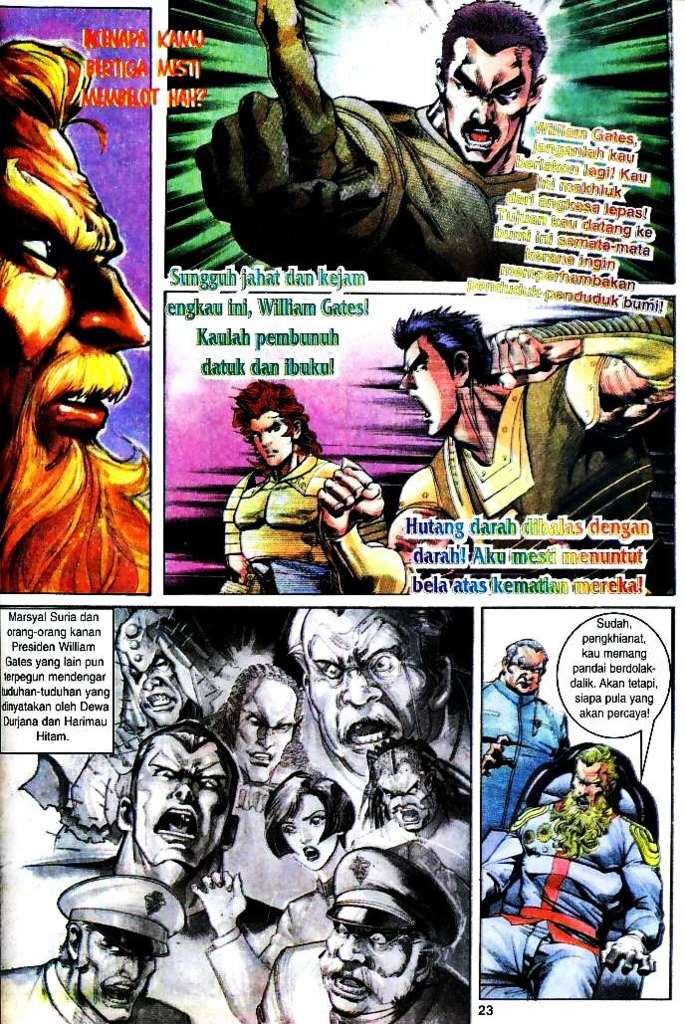 KENAPA KAMU
BERTIGA MESTI
MEMBELOT HAH?
William Gates,
janganlah kau
berlakon lagi! Kau
ini makhluk
dari angkasa lepas!
Tujuan kau datang ke
bumi ini semata-mata
kerana ingin
memperhambakan
penduduk-penduduk bumi!
Sungguh jahat dan kejam
engkau ini, William Gates!
Kaulah pembunuh
datuk dan Ibuku!
Hutang darah dibalas dengan
darah! Aku mesti menuntut
bela atas kematian mereka!
Marsyal Suria dan
orang-orang kanan
Presiden William
Gates yang lain pun
terpegun mendengar
tuduhan-tuduhan yang
dinyatakan oleh Dewa
Durjana dan Harimau
Hitam.
Sudah,
pengkhianat,
kau memang
pandai berdolak-
dalik. Akan tetapi,
siapa pula yang
akan percaya!
23